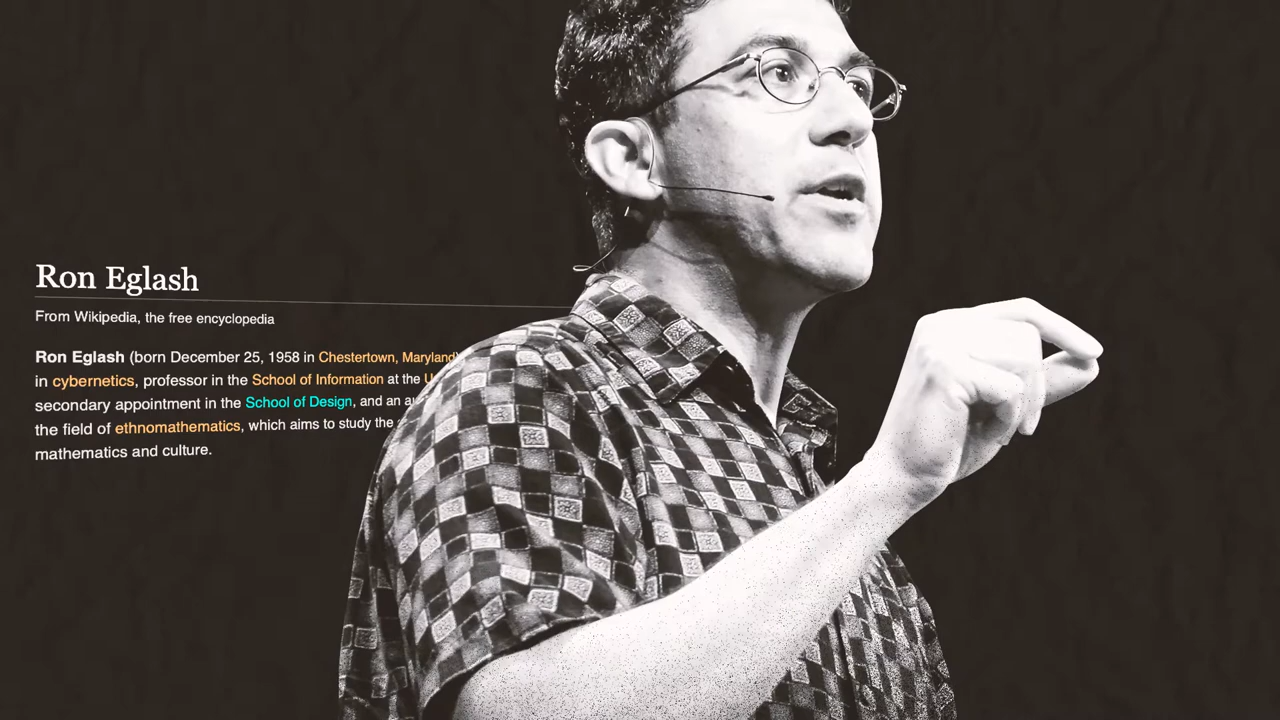 Ron Eglash
From Wikipedia, the free encyclopedia
Ron Eglash (born December 25, 1958 in Chestertown, Maryland)
in cybernetics, professor in the School of Information at the
secondary appointment in the School of Design, and an
the field of ethnomathematics, which aims to study the
mathematics and culture.